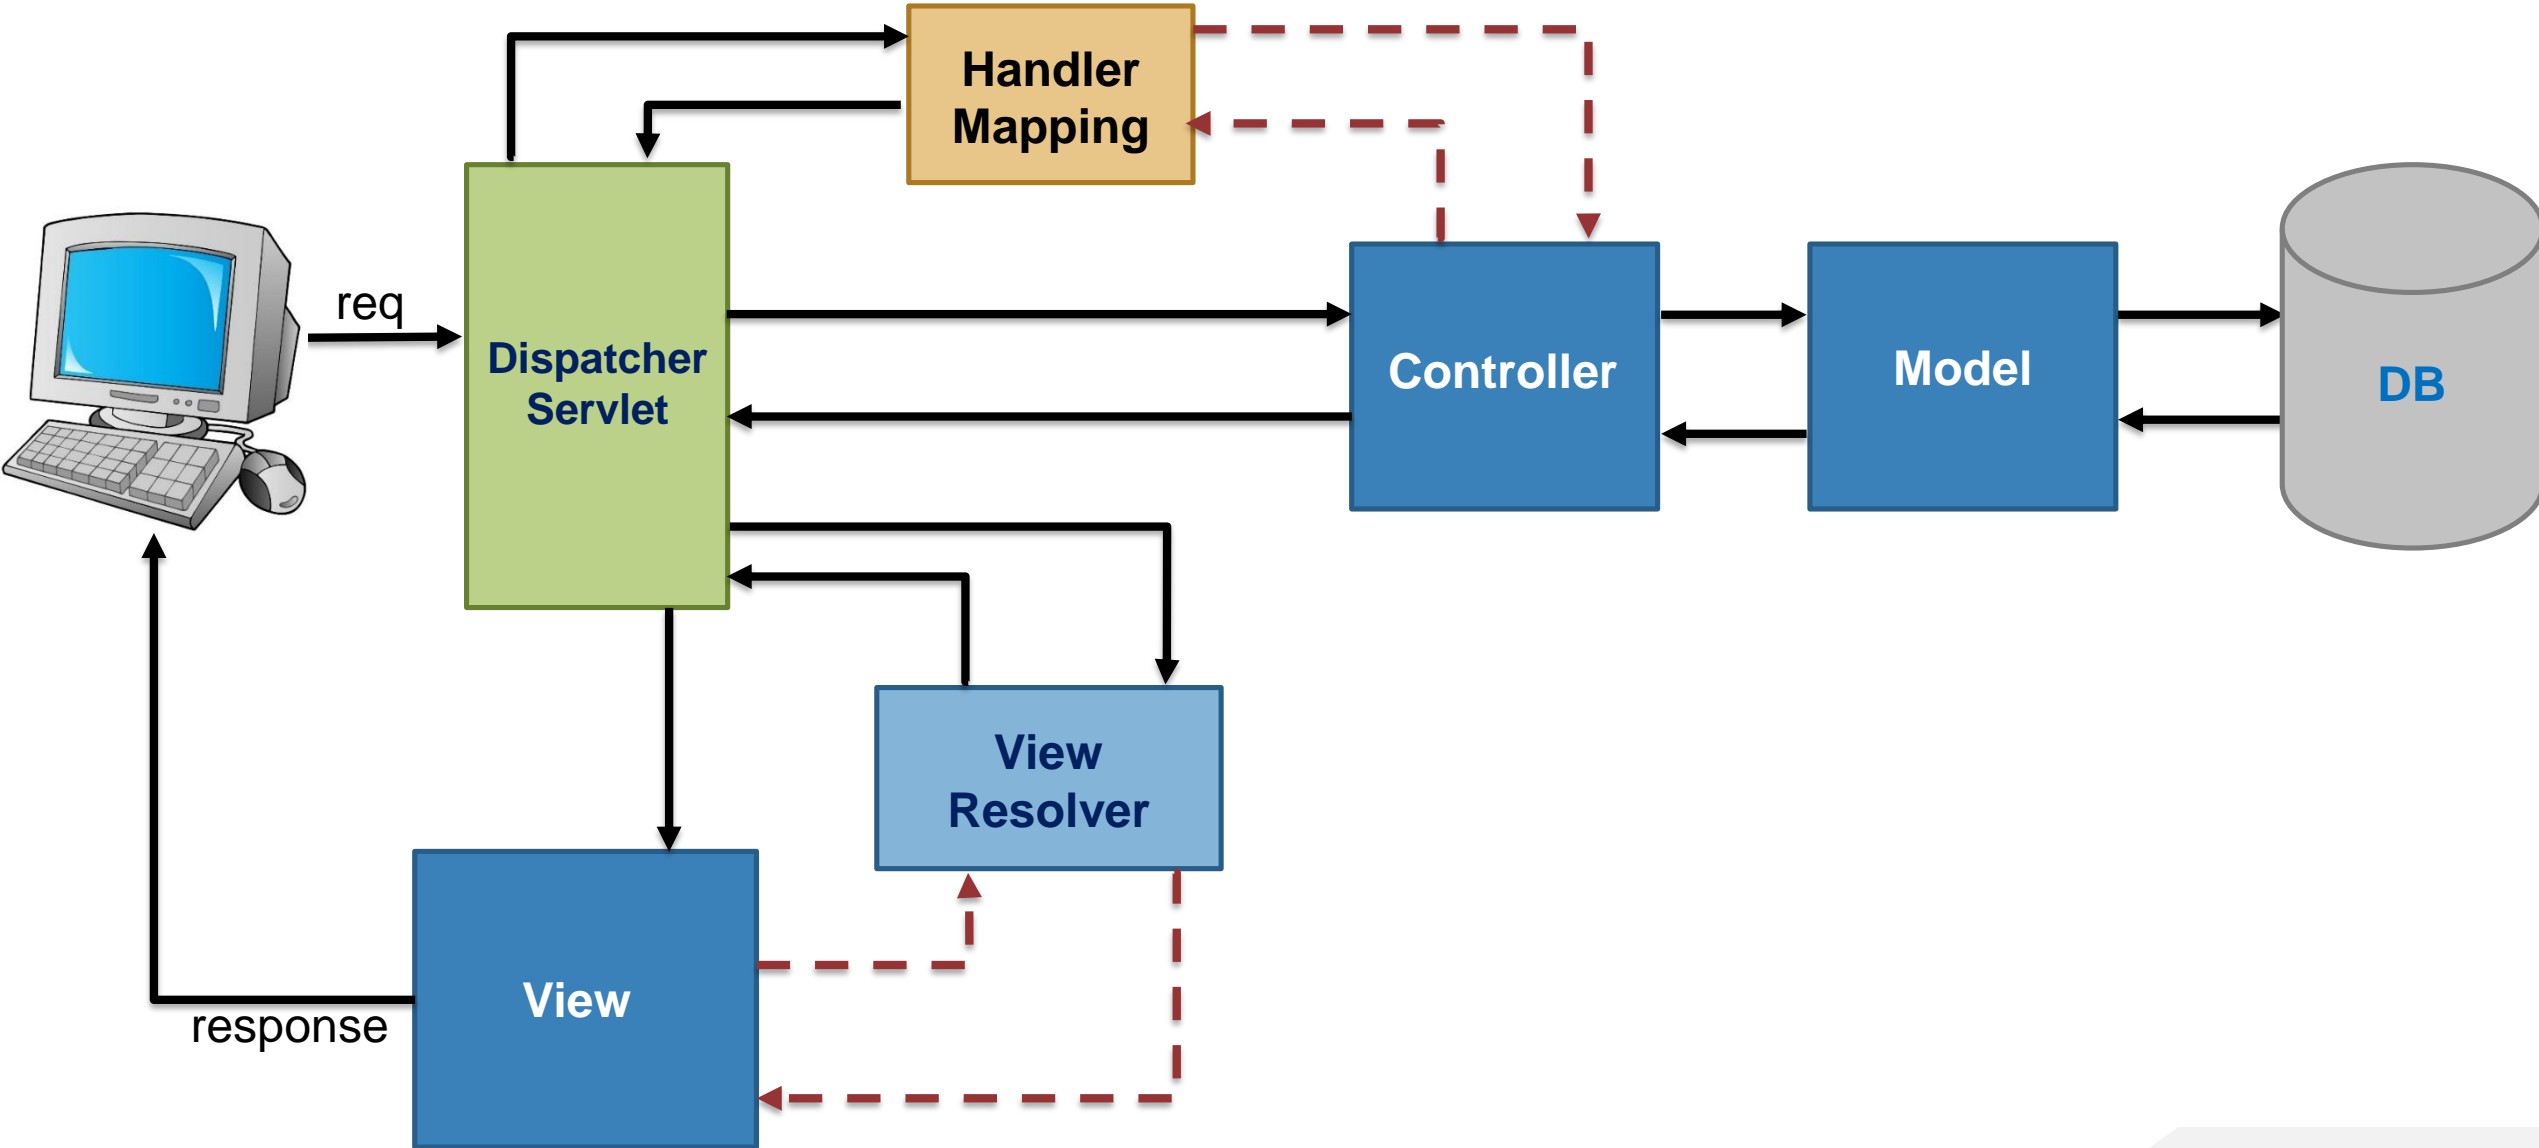 Handler
Mapping
req
Dispatcher
Servlet
Controller
Model
DB
View
Resolver
View
response